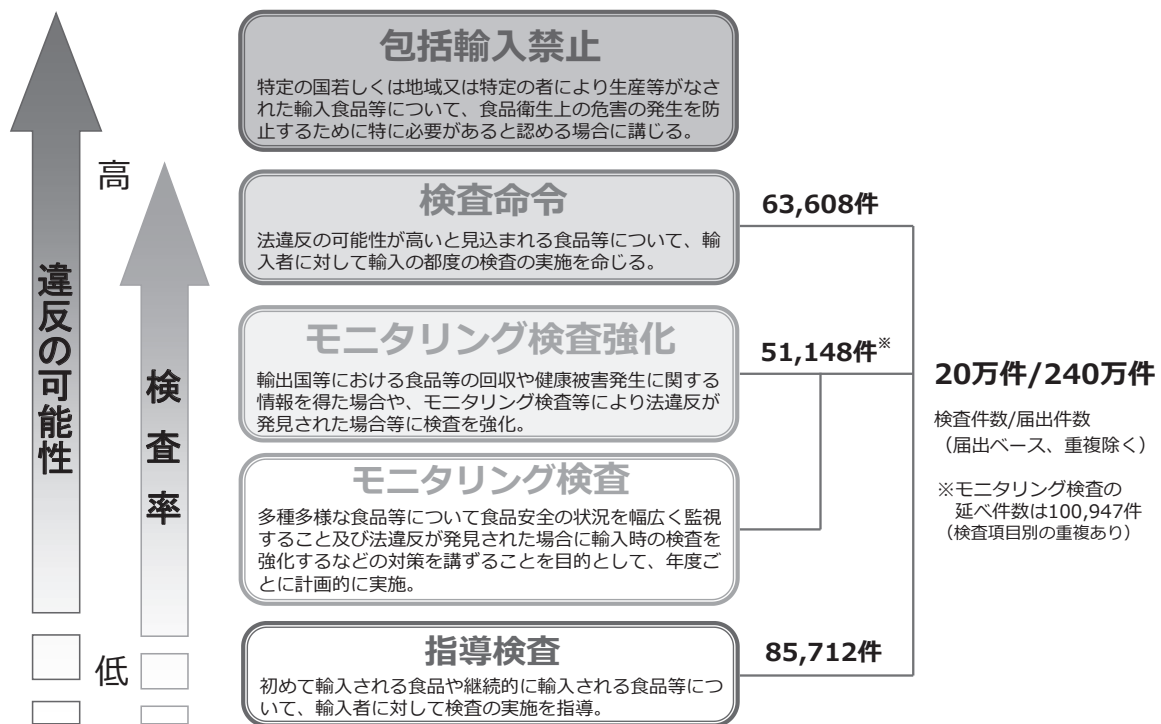 包括輸入禁止
特定の国若しくは地域又は特定の者により生産等がなさ
れた輸入食品等について、食品衛生上の危害の発生を防
止するために特に必要があると認める場合に講じる。
高
検査命令
63,608件
法違反の可能性が高いと見込まれる食品等について、輸
入者に対して輸入の都度の検査の実施を命じる。
違反の可能性
検査率
モニタリング検査強化
51,148件※
輸出国等における食品等の回収や健康被害発生に関する
情報を得た場合や、モニタリング検査等により法違反が
発見された場合等に検査を強化。
20万件/240万件
検査件数/届出件数
（届出ベース、重複除く）
※モニタリング検査の
延べ件数は100,947件
（検査項目別の重複あり）
モニタリング検査
多種多様な食品等について食品安全の状況を幅広く監視
すること及び法違反が発見された場合に輸入時の検査を
強化するなどの対策を講ずることを目的として、年度ご
とに計画的に実施。
低
指導検査
85,712件
初めて輸入される食品や継続的に輸入される食品等につ
いて、輸入者に対して検査の実施を指導。